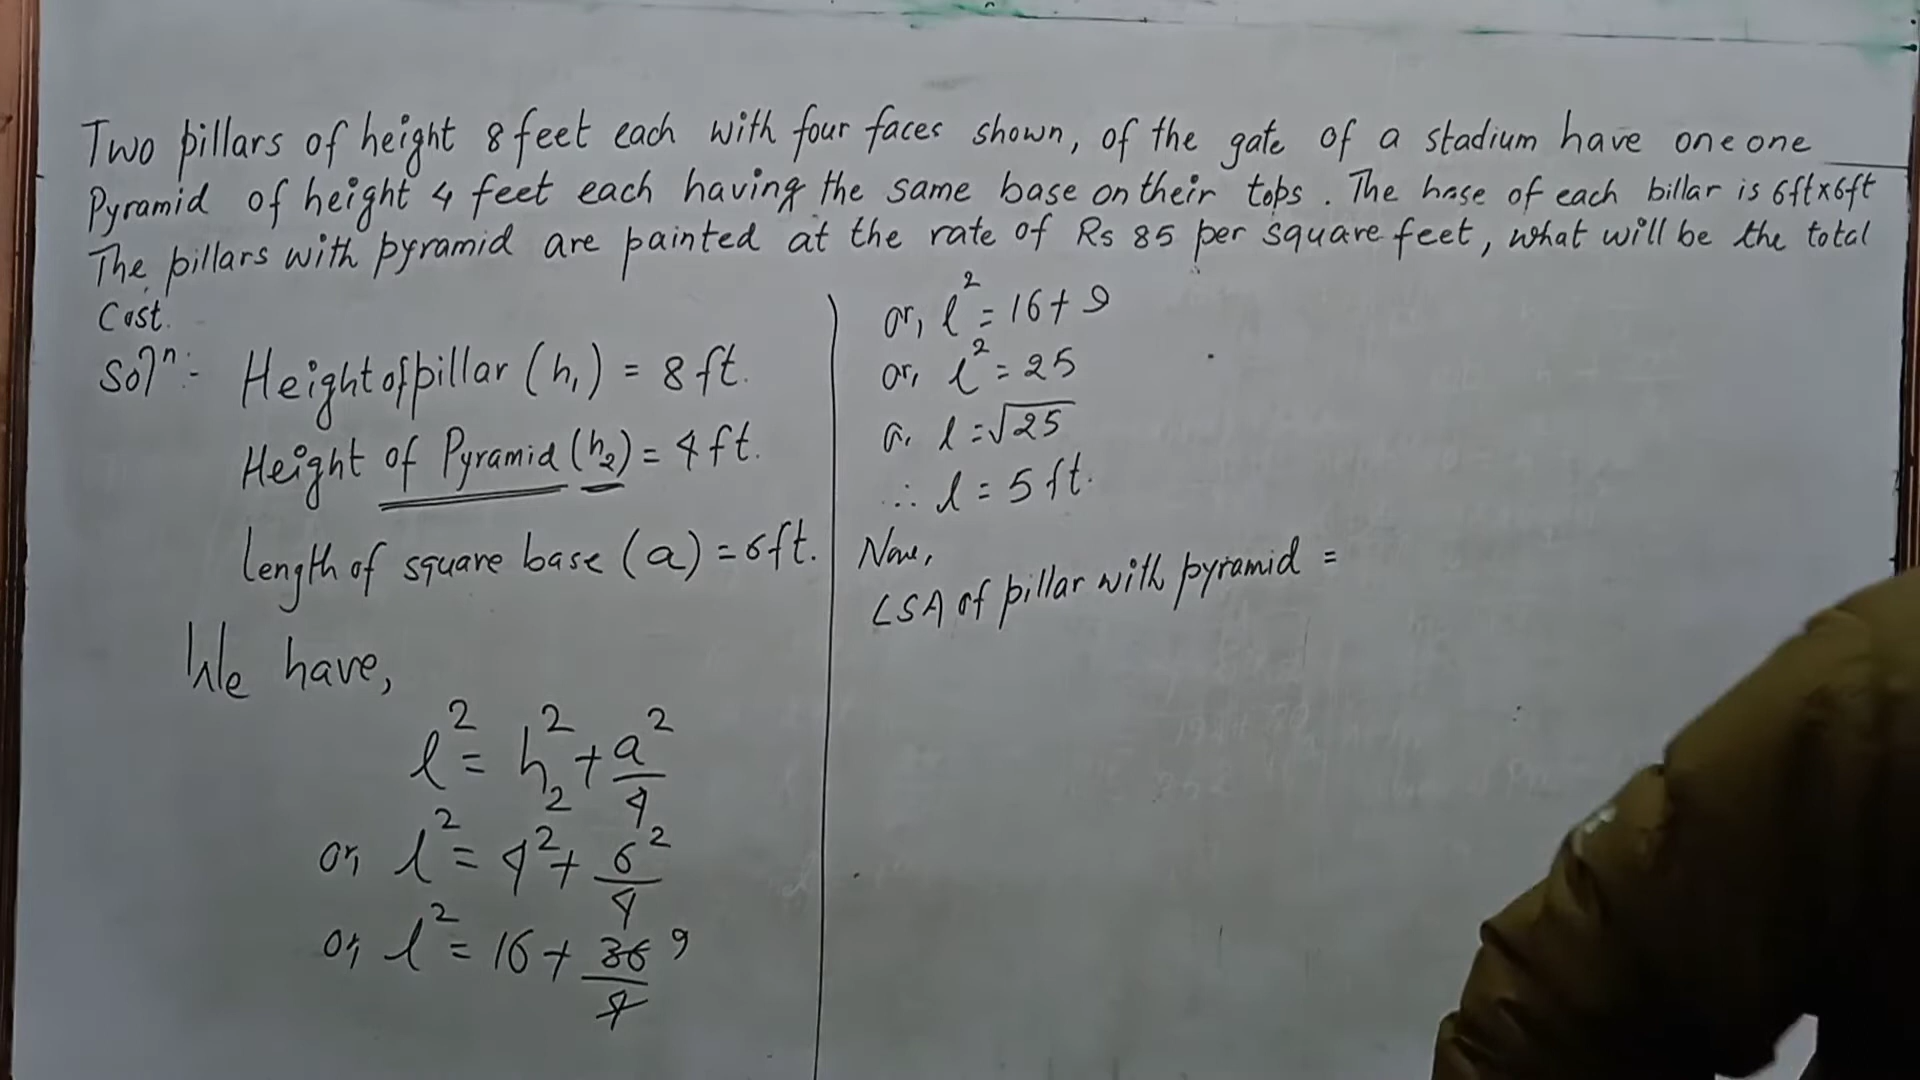 Two pillars of height 8 feet each with four faces shown, of the gate of a stadium have one one
Pyramid of height 4 feet each having the same base on their tops. The base of each billar is 6ft×6ft
The pillars with pyramid are painted at the rate of Rs 85 per square feet, what will be the total
Cost.
Solⁿ:- Height of pillar (h₁) = 8 ft.
Height of Pyramid (h₂) = 4 ft.
Length of square base (a) = 6ft.
We have,
l² = h₂² + a²/4
or, l² = 4² + 6²/4
or, l² = 16 + 36/4 9
or, l² = 16 + 9
or, l² = 25
or, l = √25
∴ l = 5 ft.
Now,
LSA of pillar with pyramid =